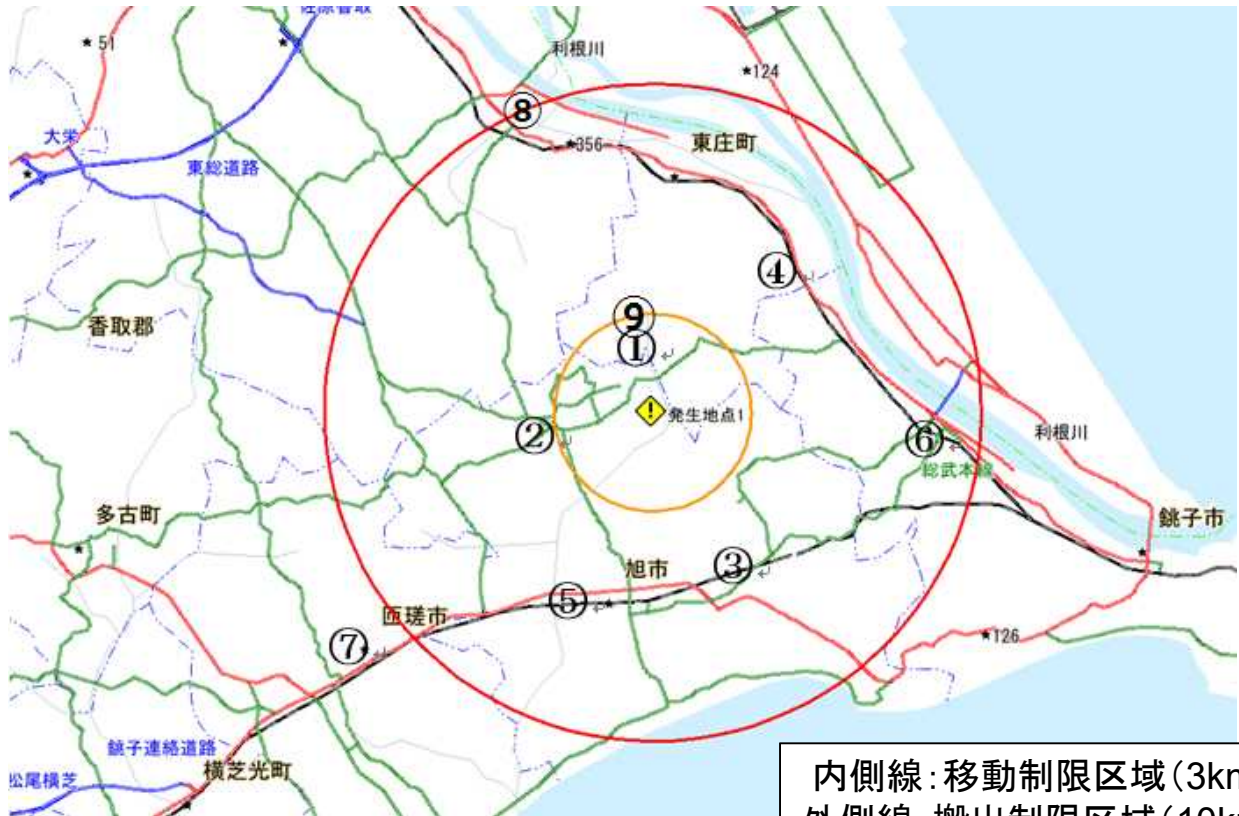 佐原香取
★51
利根川
★124
大栄
⑧
★356
東庄町
東総道路
④
香取郡
⑨
①
発生地点1
②
⑥
利根川
総武本線
多古町
銚子市
旭市
③
⑤
匝瑳市
⑦
★126
銚子連絡道路
松尾横芝
横芝光町
内側線：移動制限区域（3km
外側線：搬出制限区域（10k